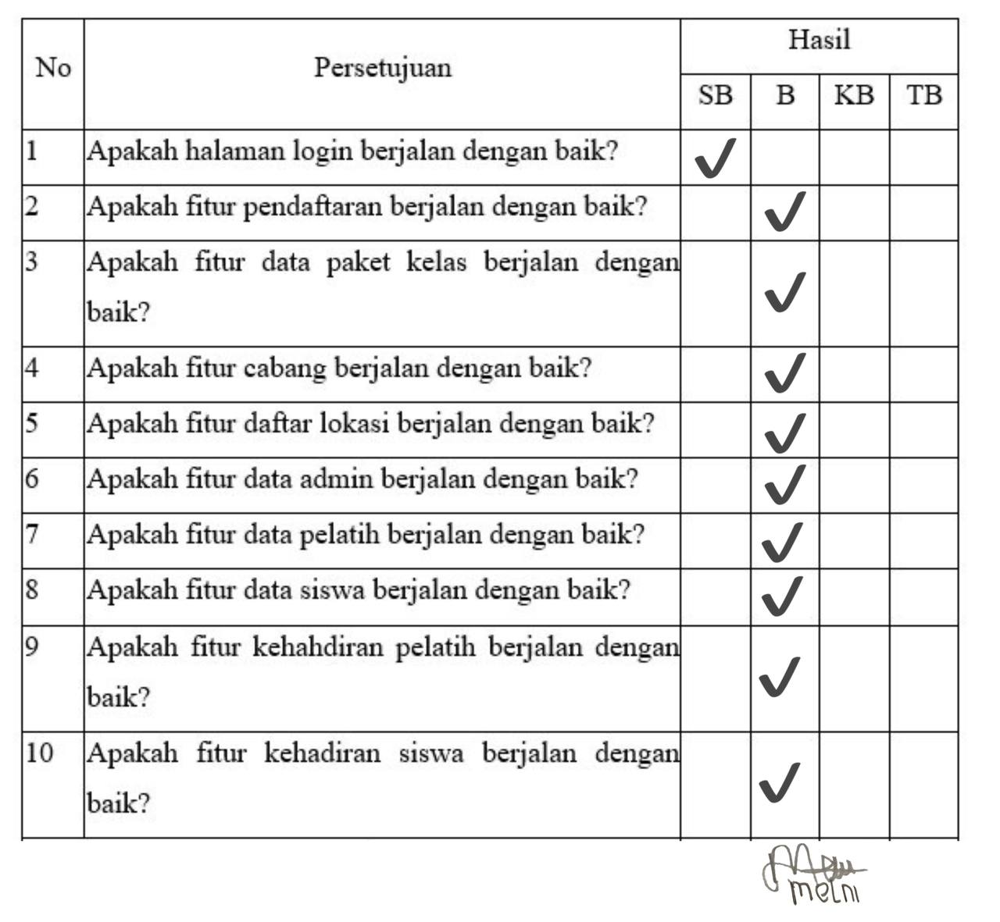 No Persetujuan Hasil
SB B KB TB
1 Apakah halaman login berjalan dengan baik? ✓
2 Apakah fitur pendaftaran berjalan dengan baik? ✓
3 Apakah fitur data paket kelas berjalan dengan
baik? ✓
4 Apakah fitur cabang berjalan dengan baik? ✓
5 Apakah fitur daftar lokasi berjalan dengan baik? ✓
6 Apakah fitur data admin berjalan dengan baik? ✓
7 Apakah fitur data pelatih berjalan dengan baik? ✓
8 Apakah fitur data siswa berjalan dengan baik? ✓
9 Apakah fitur kehahdiran pelatih berjalan dengan
baik? ✓
10 Apakah fitur kehadiran siswa berjalan dengan
baik? ✓
melni